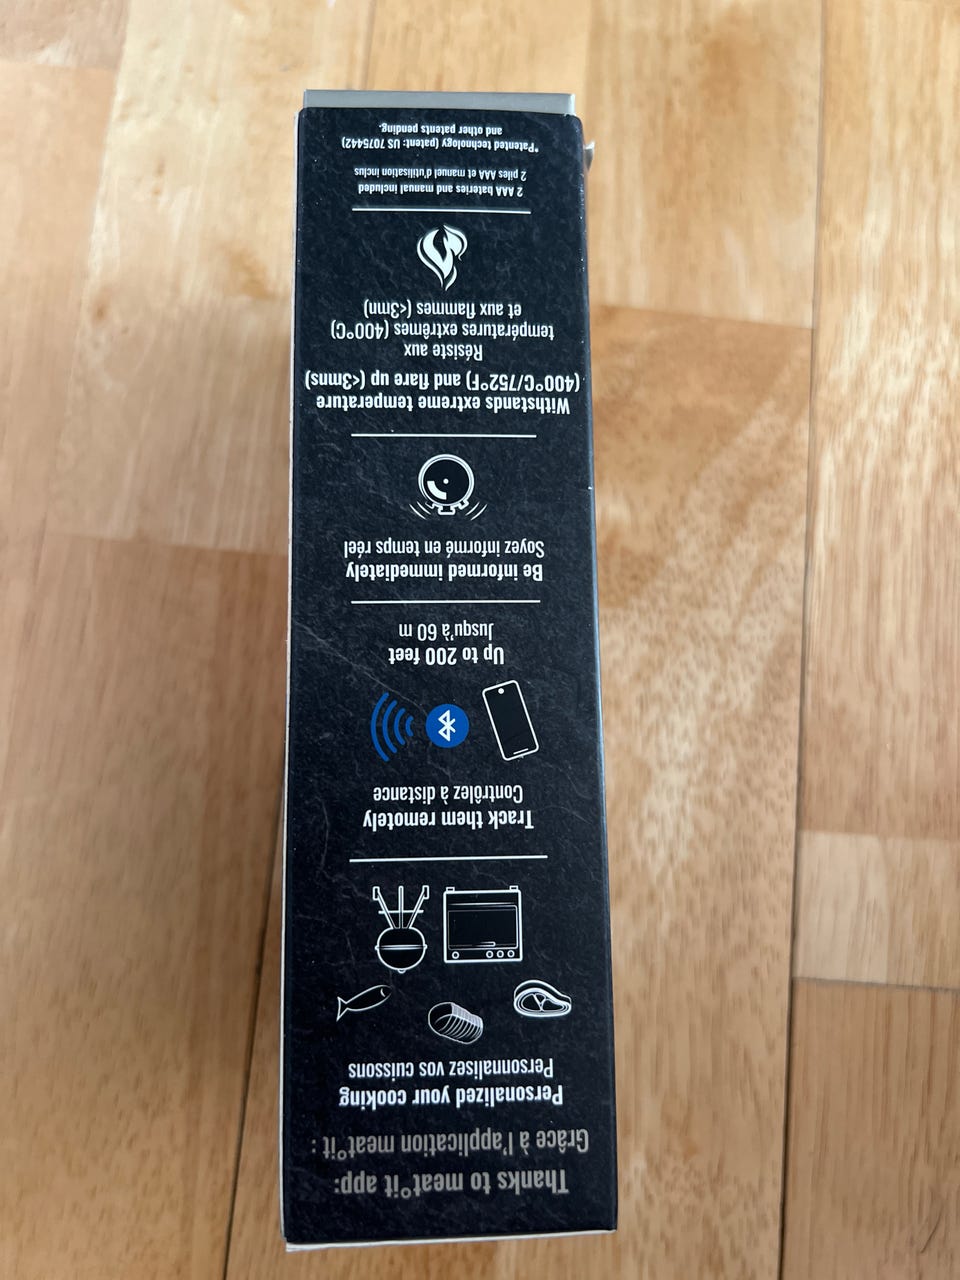 Thanks to meat°it app:
Grâce à l'application meat°it :
Personalized your cooking
Personnalisez vos cuissons
Track them remotely
Contrôlez à distance
Up to 200 feet
Jusqu'à 60 m
Be informed immediately
Soyez informé en temps réel
Withstands extreme temperature
(400°C/752°F) and flare up (<3mns)
Résiste aux
températures extrêmes (400°C)
et aux flammes (<3mn)
2 AAA bateries and manual included
2 piles AAA et manuel d'utilisation inclus
*Patented technology (patent: US 7075442)
and other patents pending.